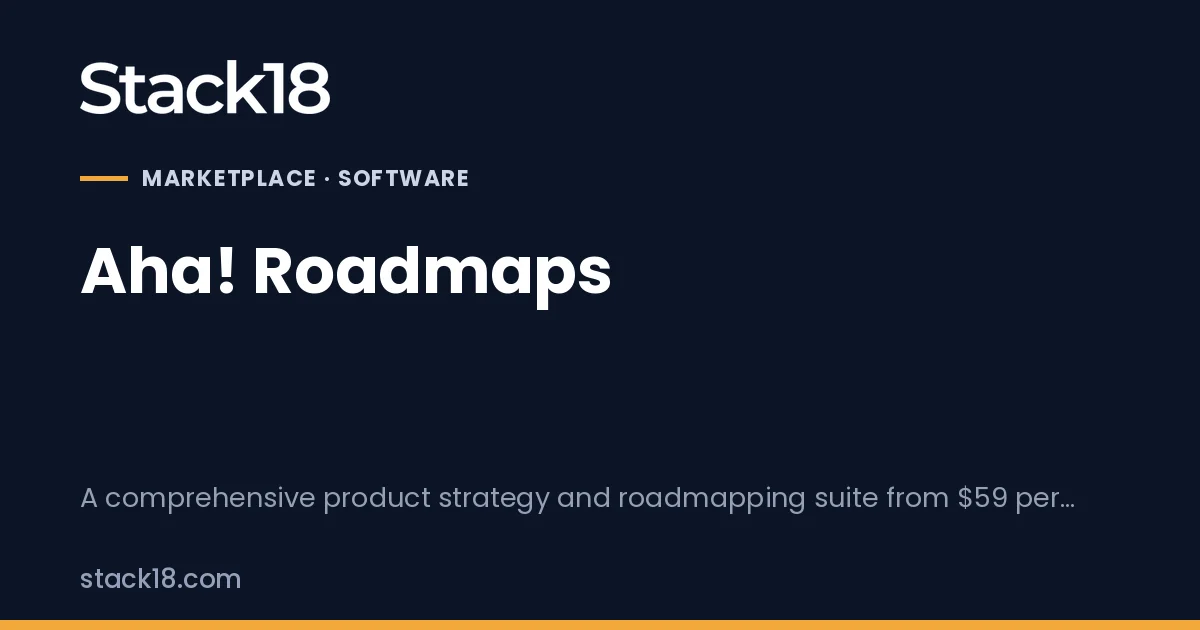 Stack18
MARKETPLACE · SOFTWARE
Aha! Roadmaps
A comprehensive product strategy and roadmapping suite from $59 per…
stack18.com